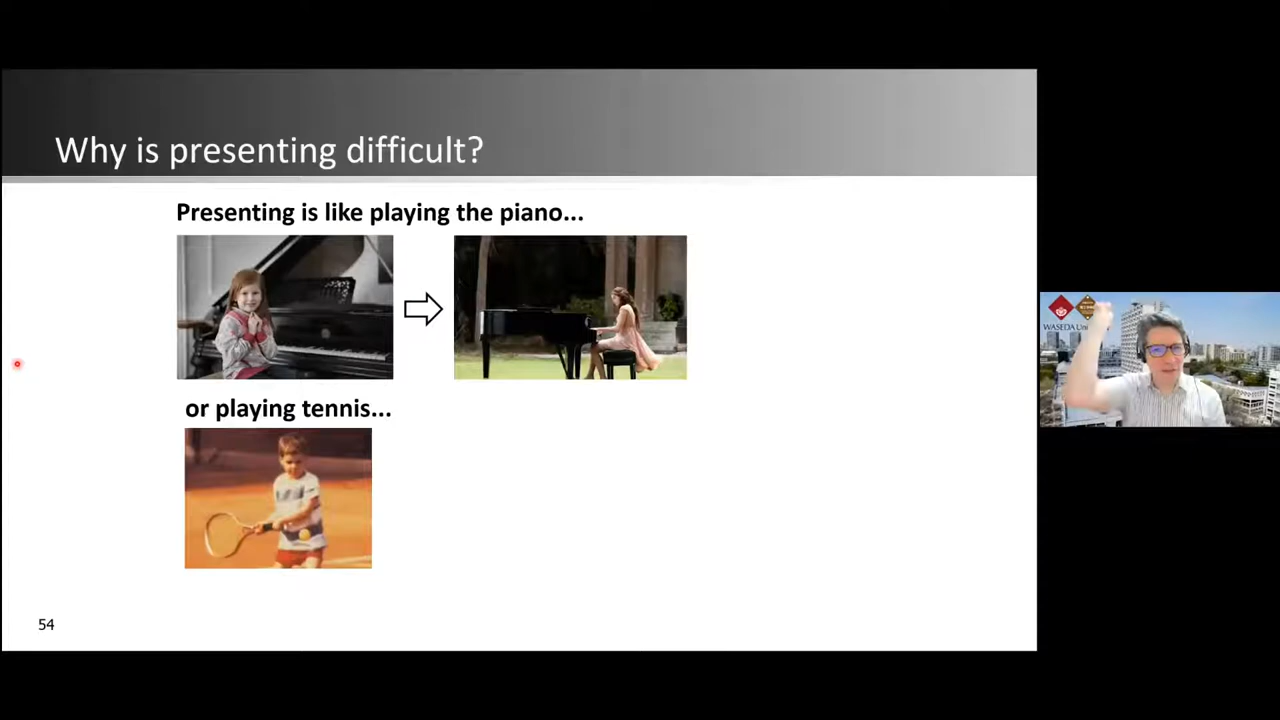 Why is presenting difficult?
Presenting is like playing the piano...
or playing tennis...
54
WASEDA Uni